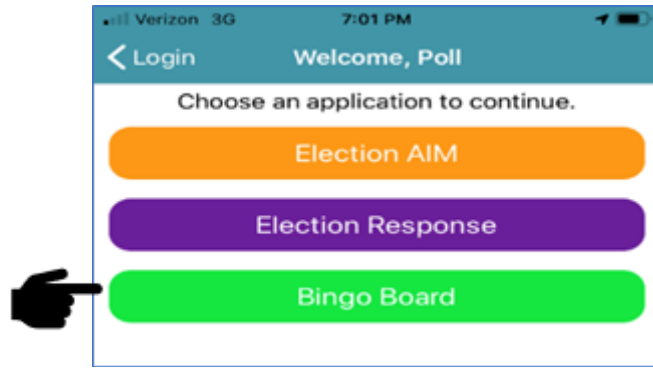 Verizon 3G 7:01 PM
Login Welcome, Poll
Choose an application to continue.
Election AIM
Election Response
Bingo Board